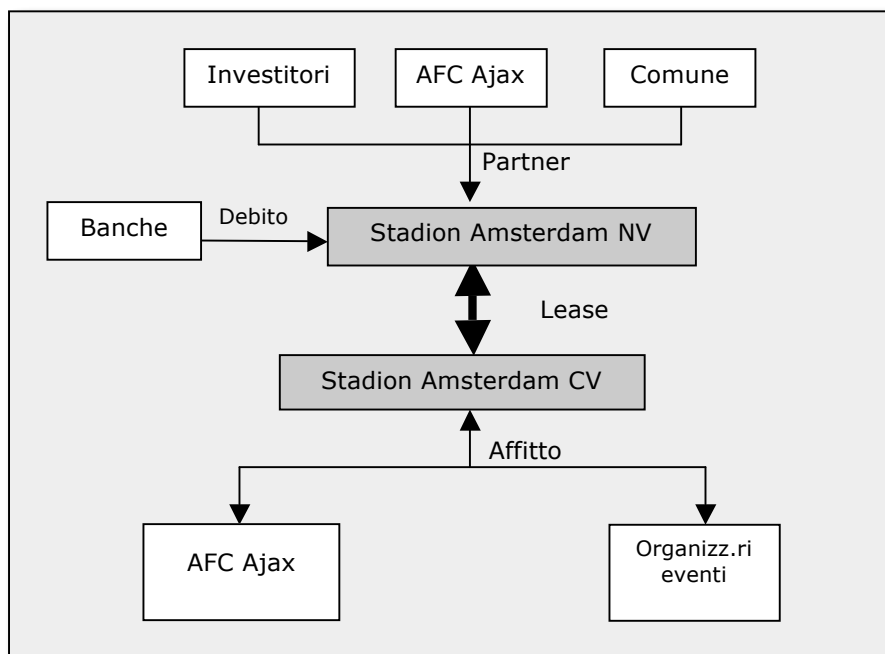 Investitori
AFC Ajax
Comune
Partner
Banche
Debito
Stadion Amsterdam NV
Lease
Stadion Amsterdam CV
Affitto
AFC Ajax
Organizz.ri
eventi